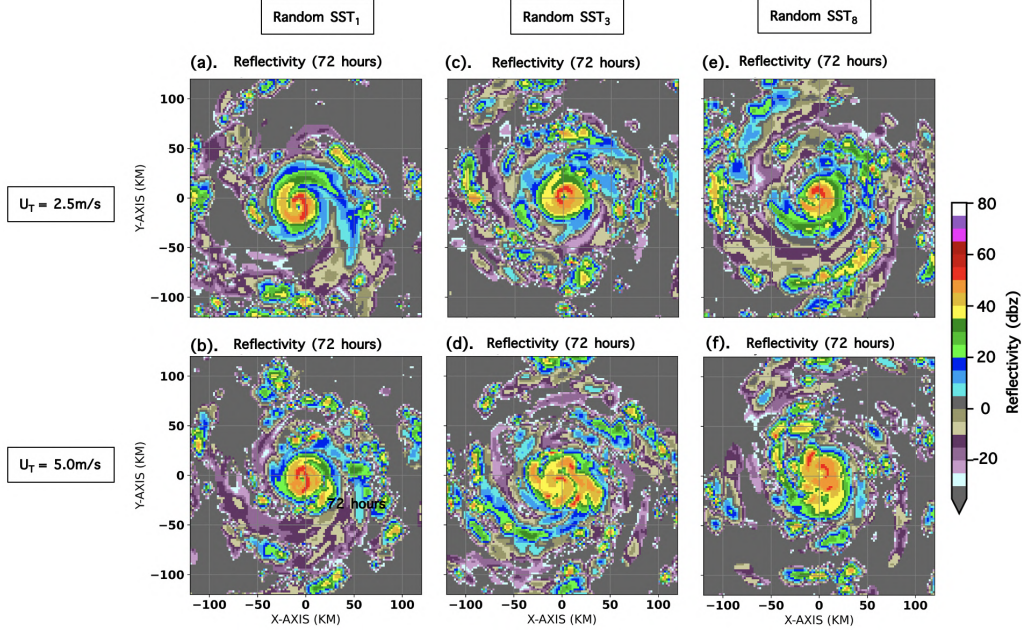 Random SST₁
Random SST₃
Random SST₈
(a). Reflectivity (72 hours)
(c). Reflectivity (72 hours)
(e). Reflectivity (72 hours)
U_T = 2.5m/s
Y-AXIS (KM)
100
50
0
−50
−100
80
60
40
20
0
-20
Reflectivity (dbz)
(b). Reflectivity (72 hours)
(d). Reflectivity (72 hours)
(f). Reflectivity (72 hours)
U_T = 5.0m/s
Y-AXIS (KM)
100
50
0
−50
−100
72 hours
−100 −50 0 50 100
−100 −50 0 50 100
−100 −50 0 50 100
X-AXIS (KM)
X-AXIS (KM)
X-AXIS (KM)